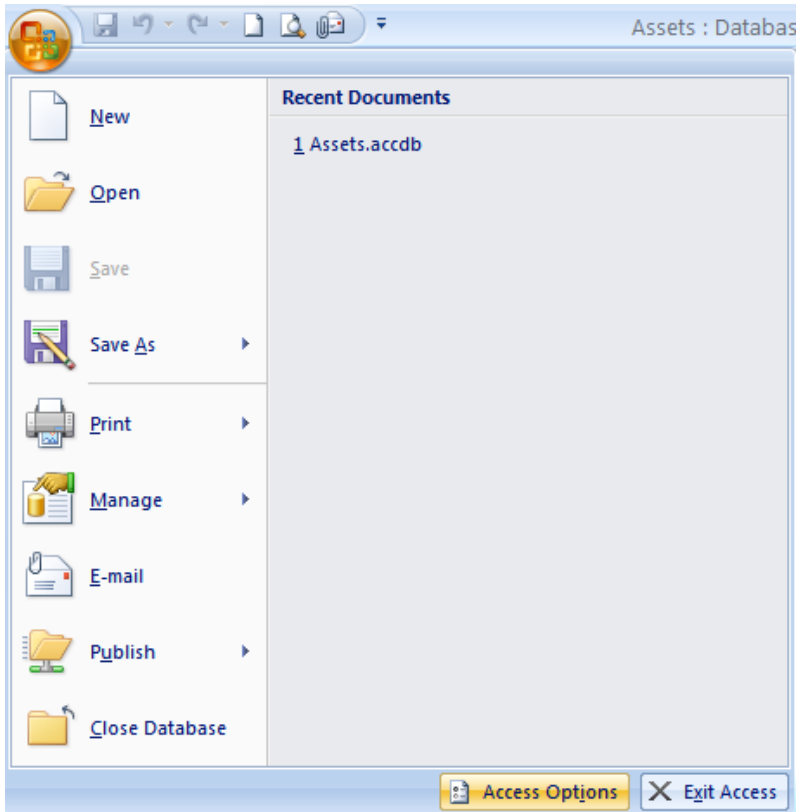 Assets : Databas
New
Recent Documents
1 Assets.accdb
Open
Save
Save As
Print
Manage
E-mail
Publish
Close Database
Access Options
Exit Access